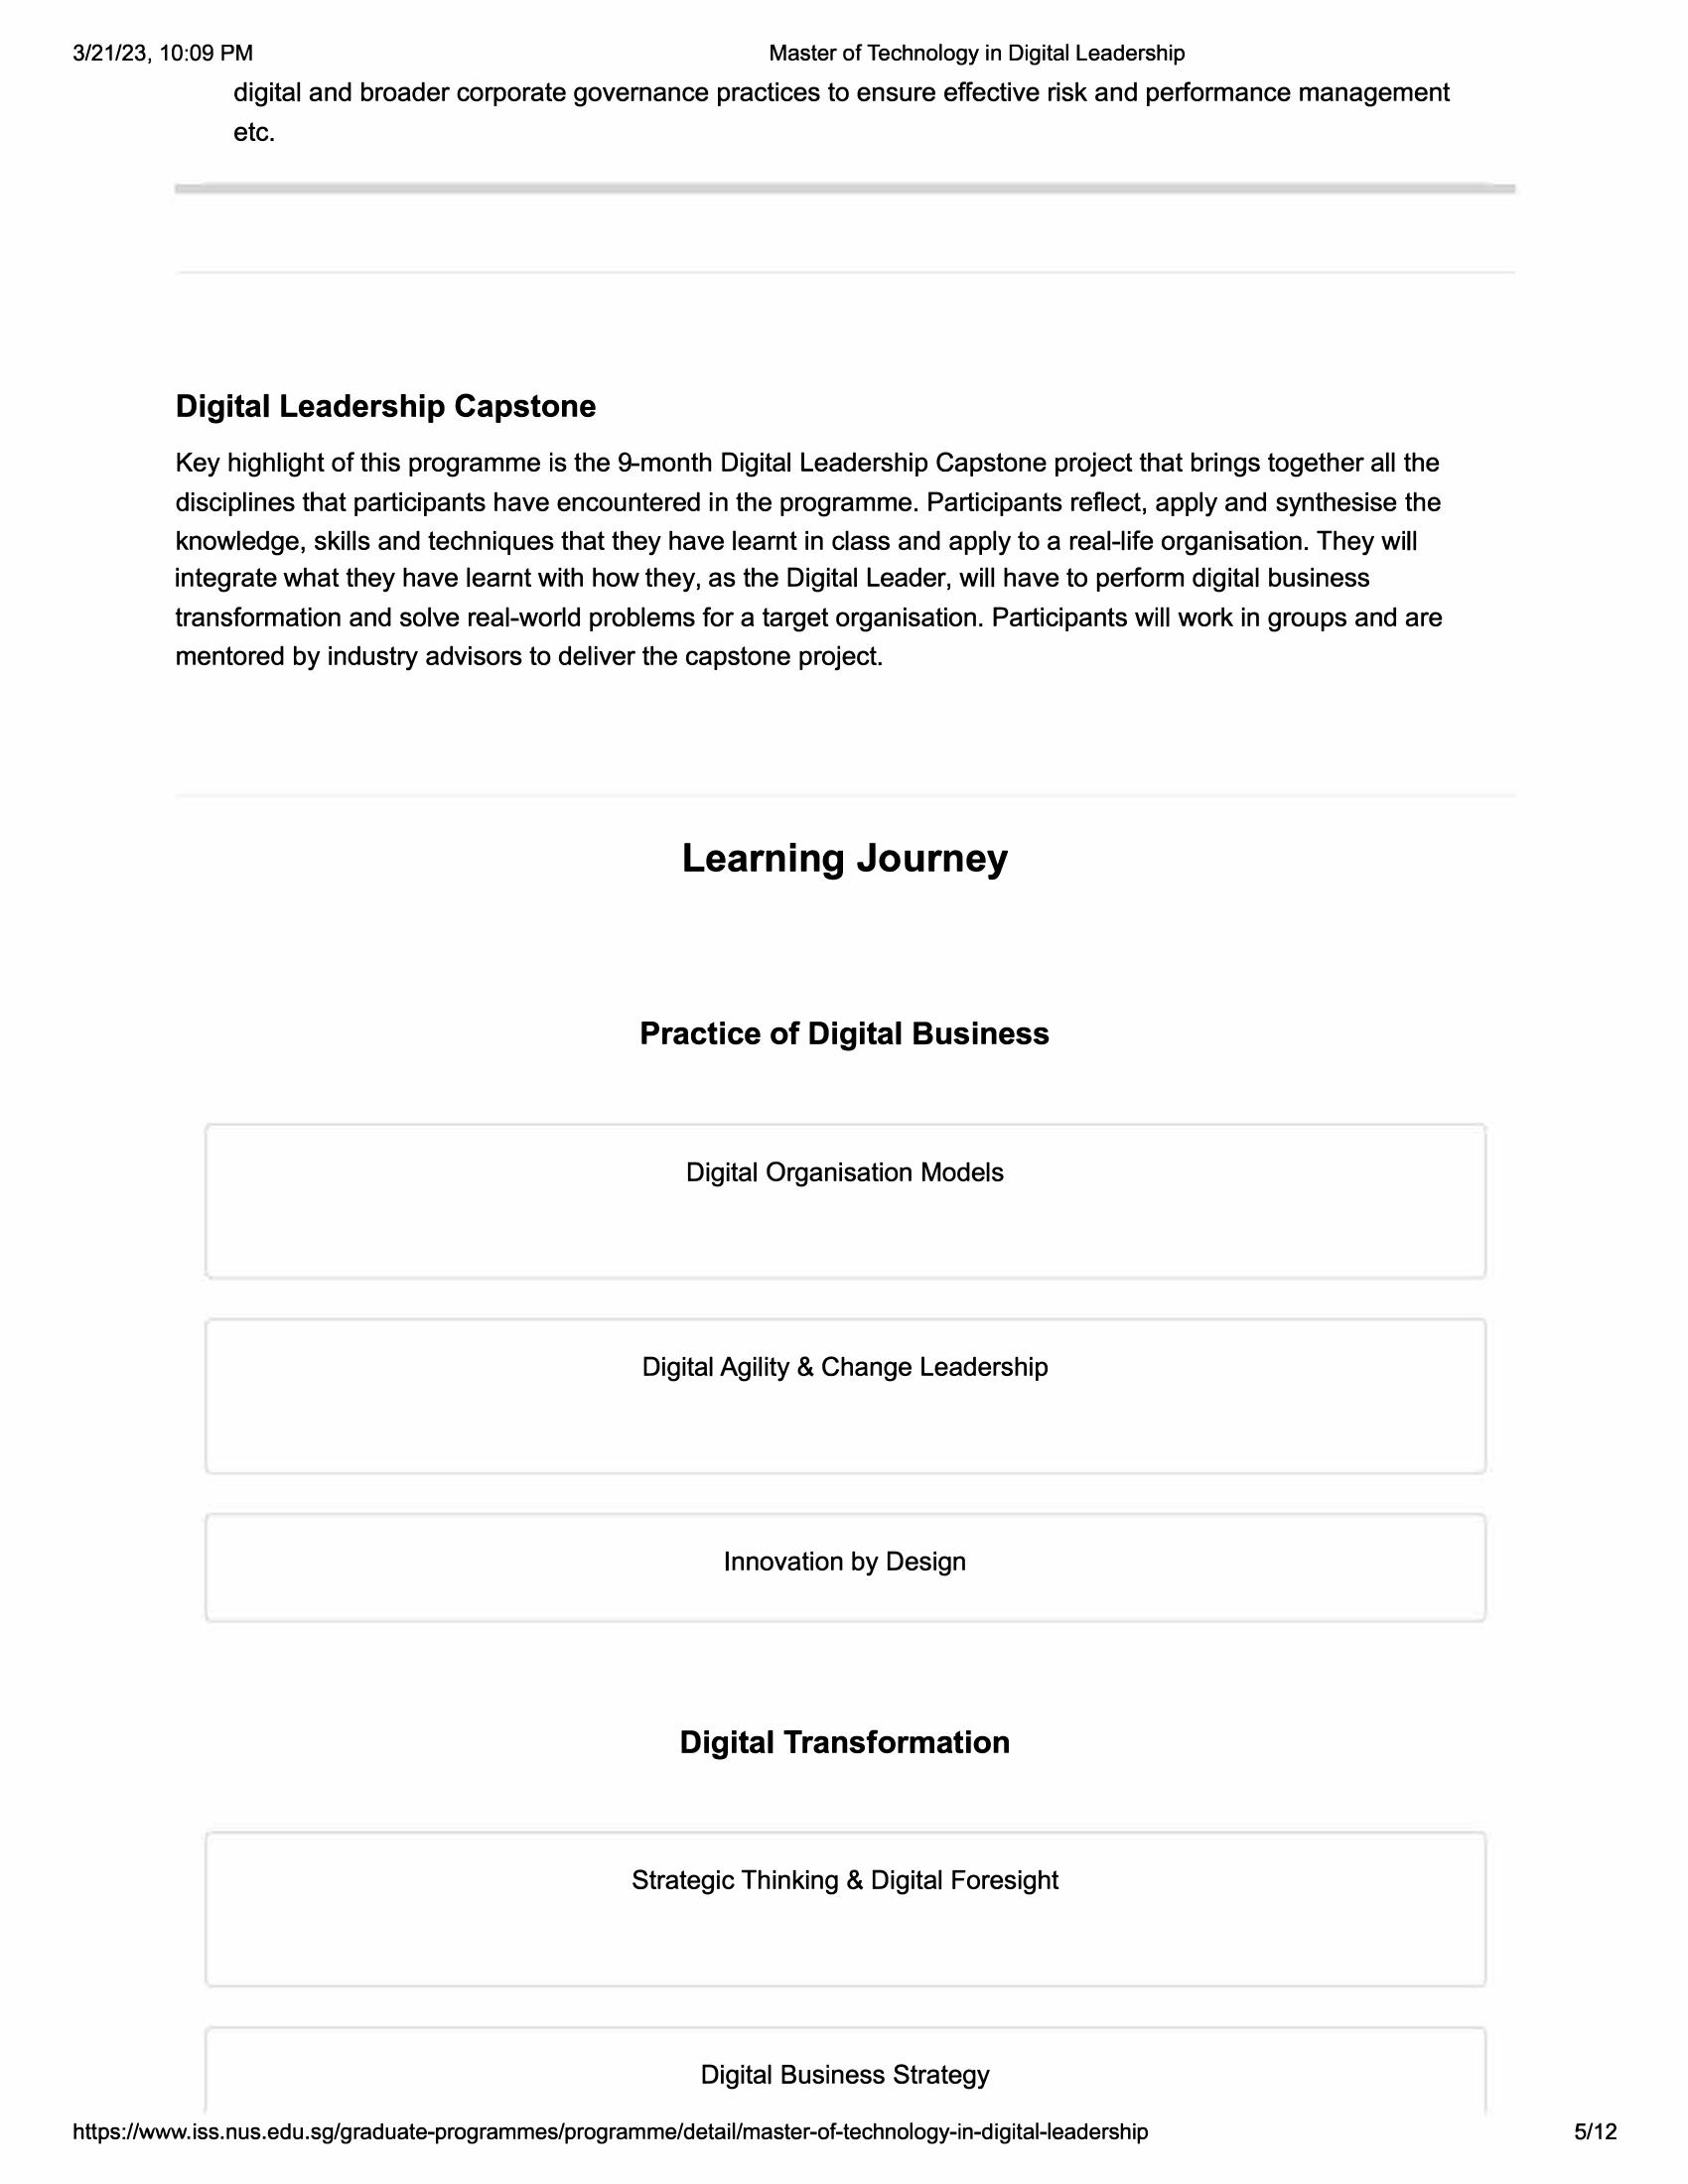 3/21/23, 10:09 PM
Master of Technology in Digital Leadership
digital and broader corporate governance practices to ensure effective risk and performance management
etc.
Digital Leadership Capstone
Key highlight of this programme is the 9-month Digital Leadership Capstone project that brings together all the
disciplines that participants have encountered in the programme. Participants reflect, apply and synthesise the
knowledge, skills and techniques that they have learnt in class and apply to a real-life organisation. They will
integrate what they have learnt with how they, as the Digital Leader, will have to perform digital business
transformation and solve real-world problems for a target organisation. Participants will work in groups and are
mentored by industry advisors to deliver the capstone project.
Learning Journey
Practice of Digital Business
Digital Organisation Models
Digital Agility & Change Leadership
Innovation by Design
Digital Transformation
Strategic Thinking & Digital Foresight
Digital Business Strategy
https://www.iss.nus.edu.sg/graduate-programmes/programme/detail/master-of-technology-in-digital-leadership
5/12